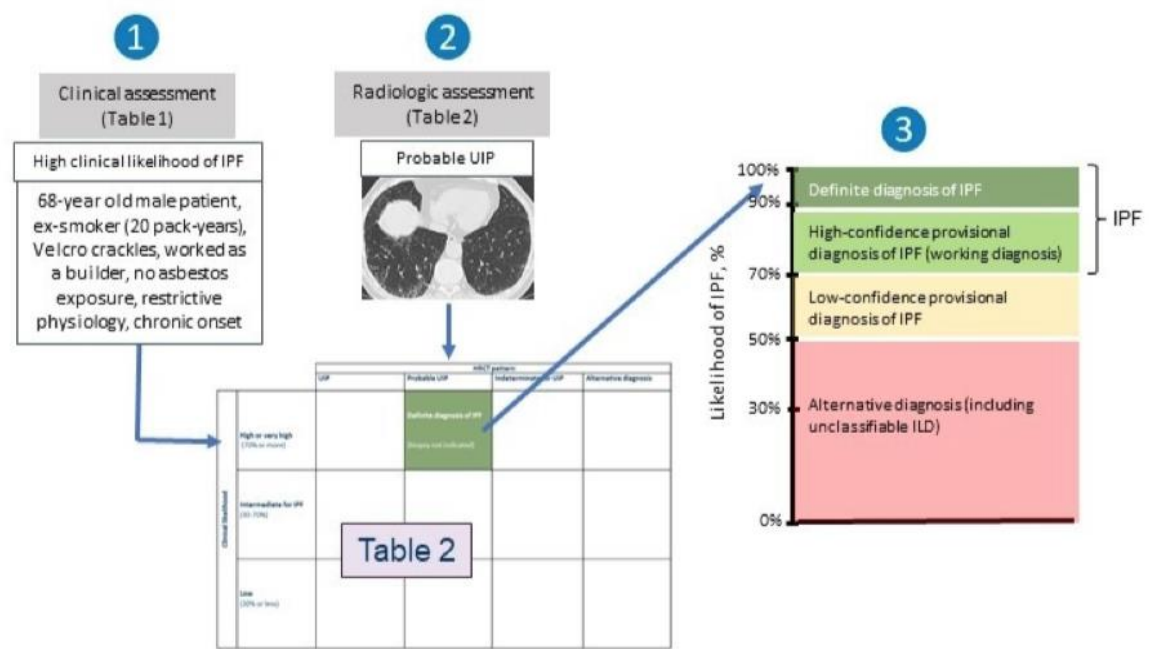 1
Clinical assessment
(Table 1)
High clinical likelihood of IPF
68-year old male patient,
ex-smoker (20 pack-years),
Velcro crackles, worked as
a builder, no asbestos
exposure, restrictive
physiology, chronic onset
2
Radiologic assessment
(Table 2)
Probable UIP
HRCT pattern
UIP
Probable UIP
Alternative diagnosis
Clinical likelihood
High or very high
(70% or more)
Definite diagnosis of IPF
(biopsy not indicated)
Intermediate for IPF
(30-70%)
Low
(30% or less)
Table 2
3
Likelihood of IPF, %
100%
90%
70%
50%
30%
0%
Definite diagnosis of IPF
High-confidence provisional
diagnosis of IPF (working diagnosis)
Low-confidence provisional
diagnosis of IPF
Alternative diagnosis (including
unclassifiable ILD)
IPF